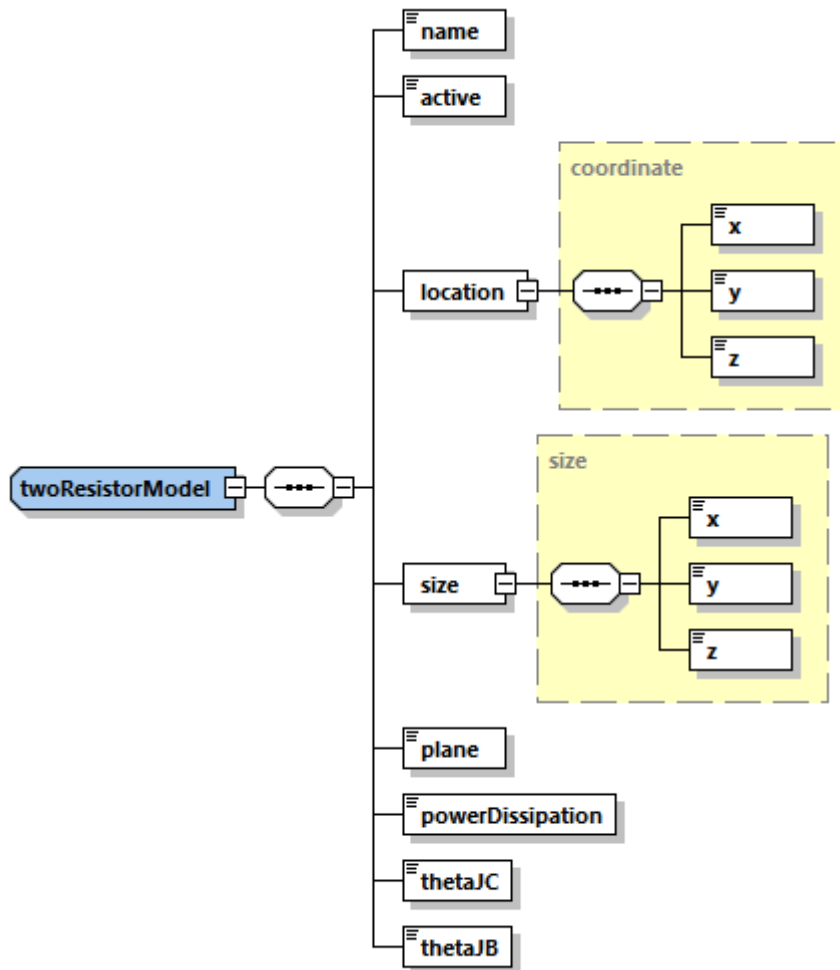 name
active
coordinate
x
location
y
z
twoResistorModel
size
x
size
y
z
plane
powerDissipation
thetaJC
thetaJB